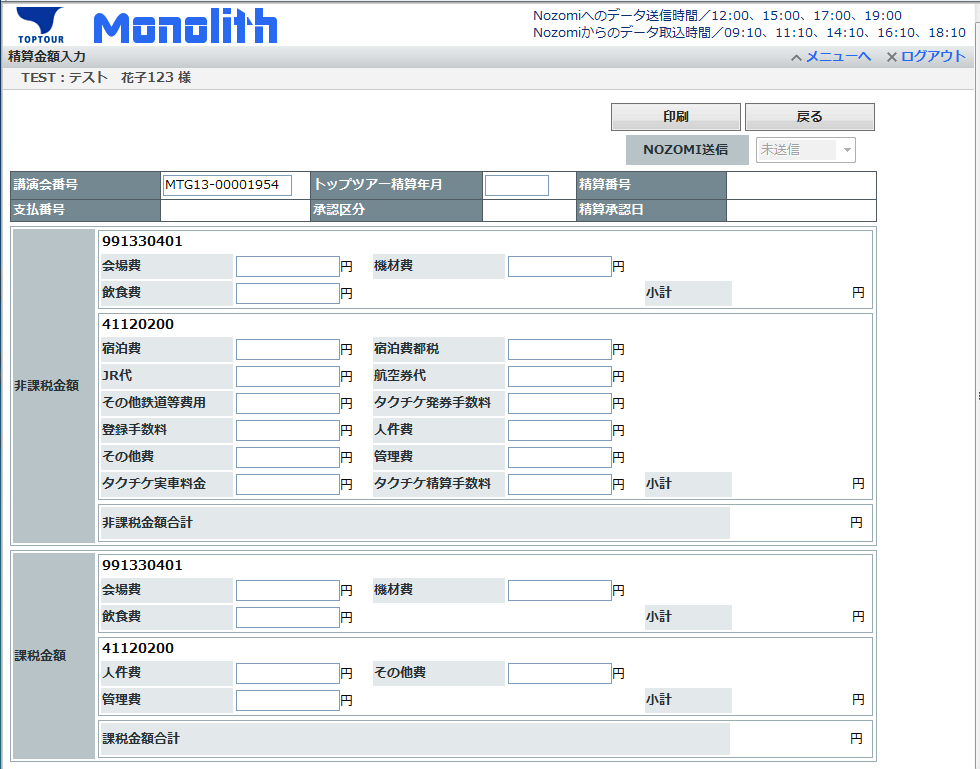 TOPTOUR
Monolith
Nozomiへのデータ送信時間／12:00、15:00、17:00、19:00
Nozomiからのデータ取込時間／09:10、11:10、14:10、16:10、18:10
精算金額入力
メニューへ ログアウト
TEST：テスト 花子123 様
印刷 戻る
NOZOMI送信 未送信
講演会番号 MTG13-00001954 トップツアー精算年月 精算番号
支払番号 承認区分 精算承認日
非課税金額
991330401
会場費 円 機材費 円
飲食費 円 小計 円
41120200
宿泊費 円 宿泊費都税 円
JR代 円 航空券代 円
その他鉄道等費用 円 タクチケ発券手数料 円
登録手数料 円 人件費 円
その他費 円 管理費 円
タクチケ実車料金 円 タクチケ精算手数料 円 小計 円
非課税金額合計 円
課税金額
991330401
会場費 円 機材費 円
飲食費 円 小計 円
41120200
人件費 円 その他費 円
管理費 円 小計 円
課税金額合計 円